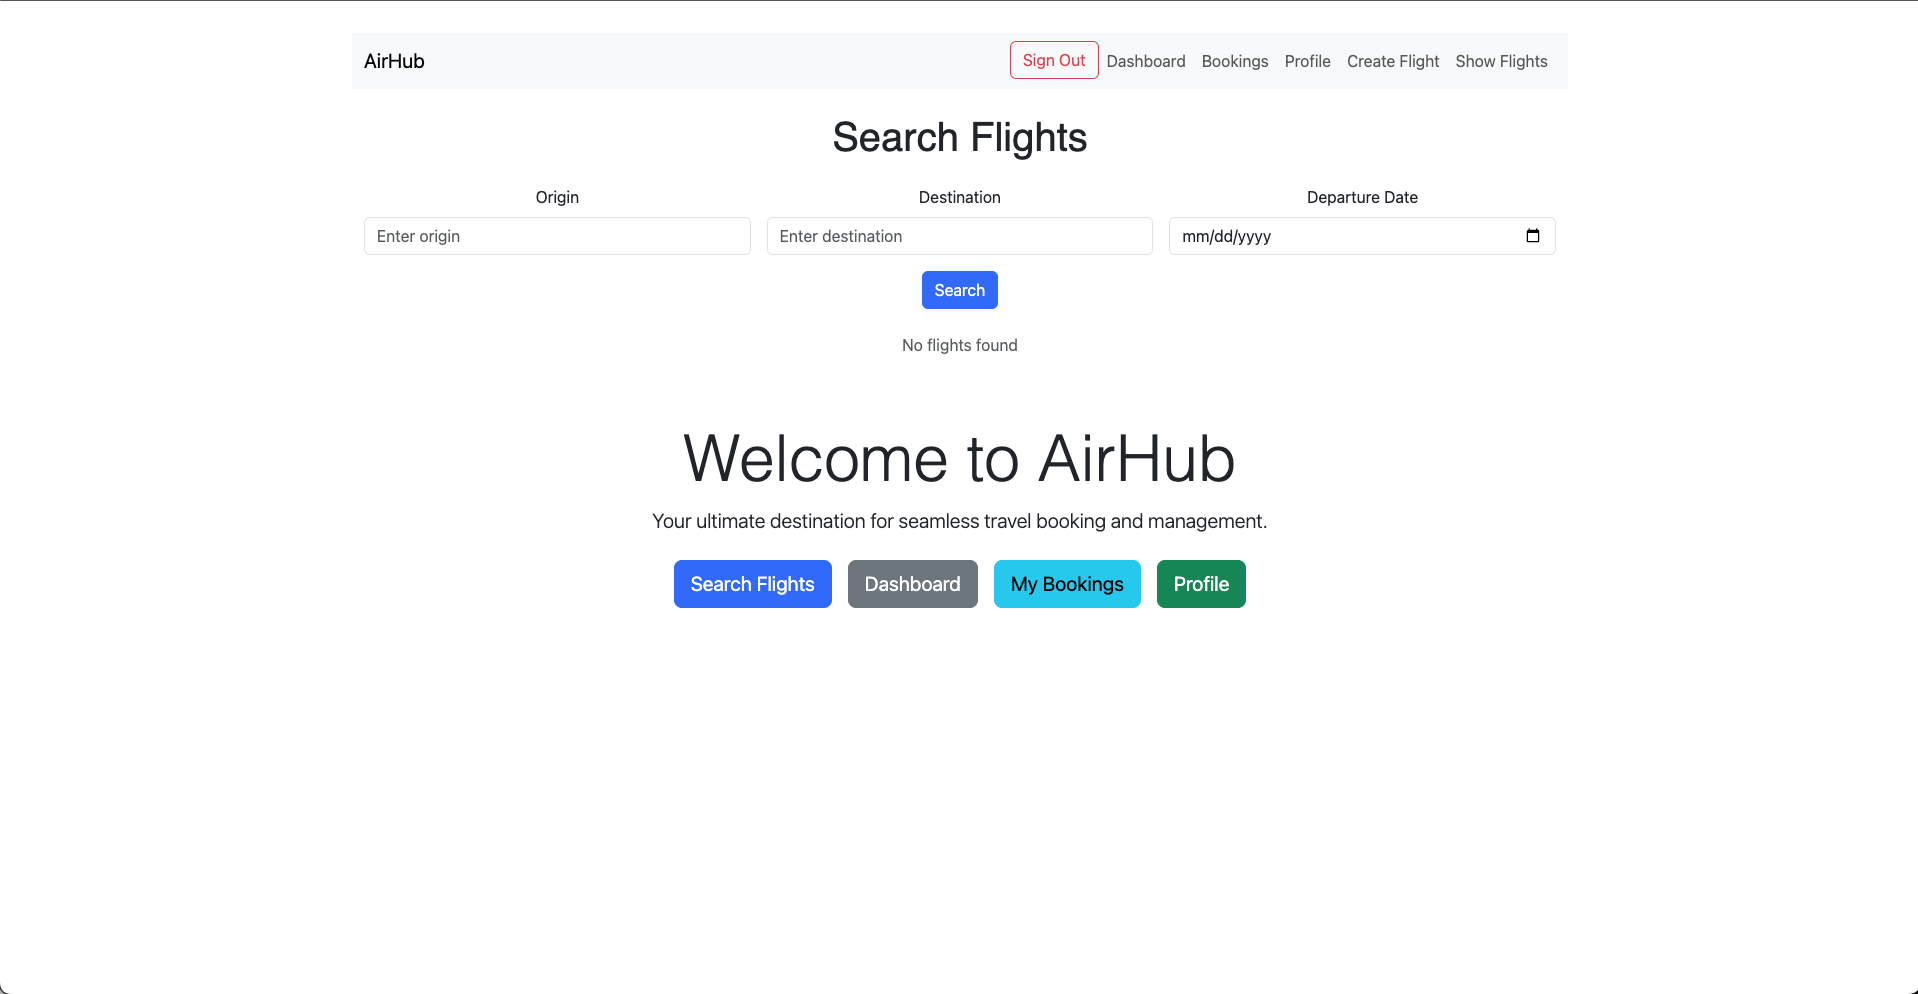 AirHub Sign Out Dashboard Bookings Profile Create Flight Show Flights
Search Flights
Origin Destination Departure Date
Enter origin Enter destination mm/dd/yyyy
Search
No flights found
Welcome to AirHub
Your ultimate destination for seamless travel booking and management.
Search Flights Dashboard My Bookings Profile